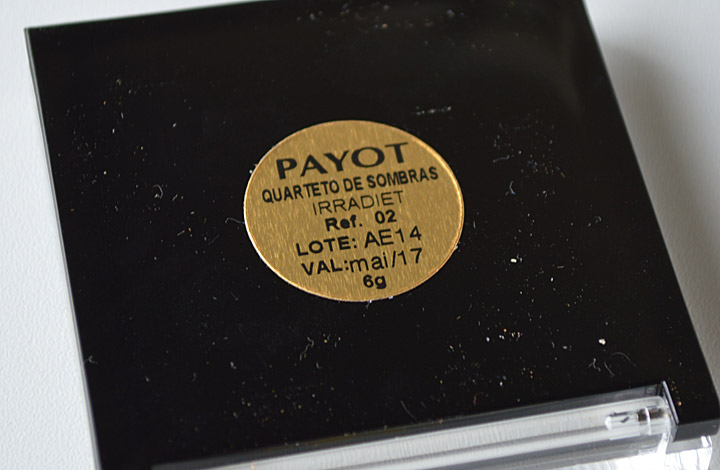 PAYOT
QUARTETO DE SOMBRAS
IRRADIET
Ref. 02
LOTE: AE14
VAL:mai/17
6g